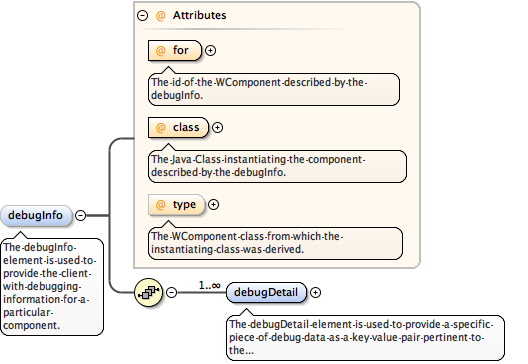 @ Attributes
@ for
The id of the WComponent described by the
debugInfo.
@ class
The Java Class instantiating the component
described by the debugInfo.
@ type
The WComponent class from which the
instantiating class was derived.
debugInfo
The debugInfo
element is used to
provide the client
with debugging
information for a
particular
component.
1..∞
debugDetail
The debugDetail element is used to provide a specific
piece of debug data as a key value pair pertinent to
the...